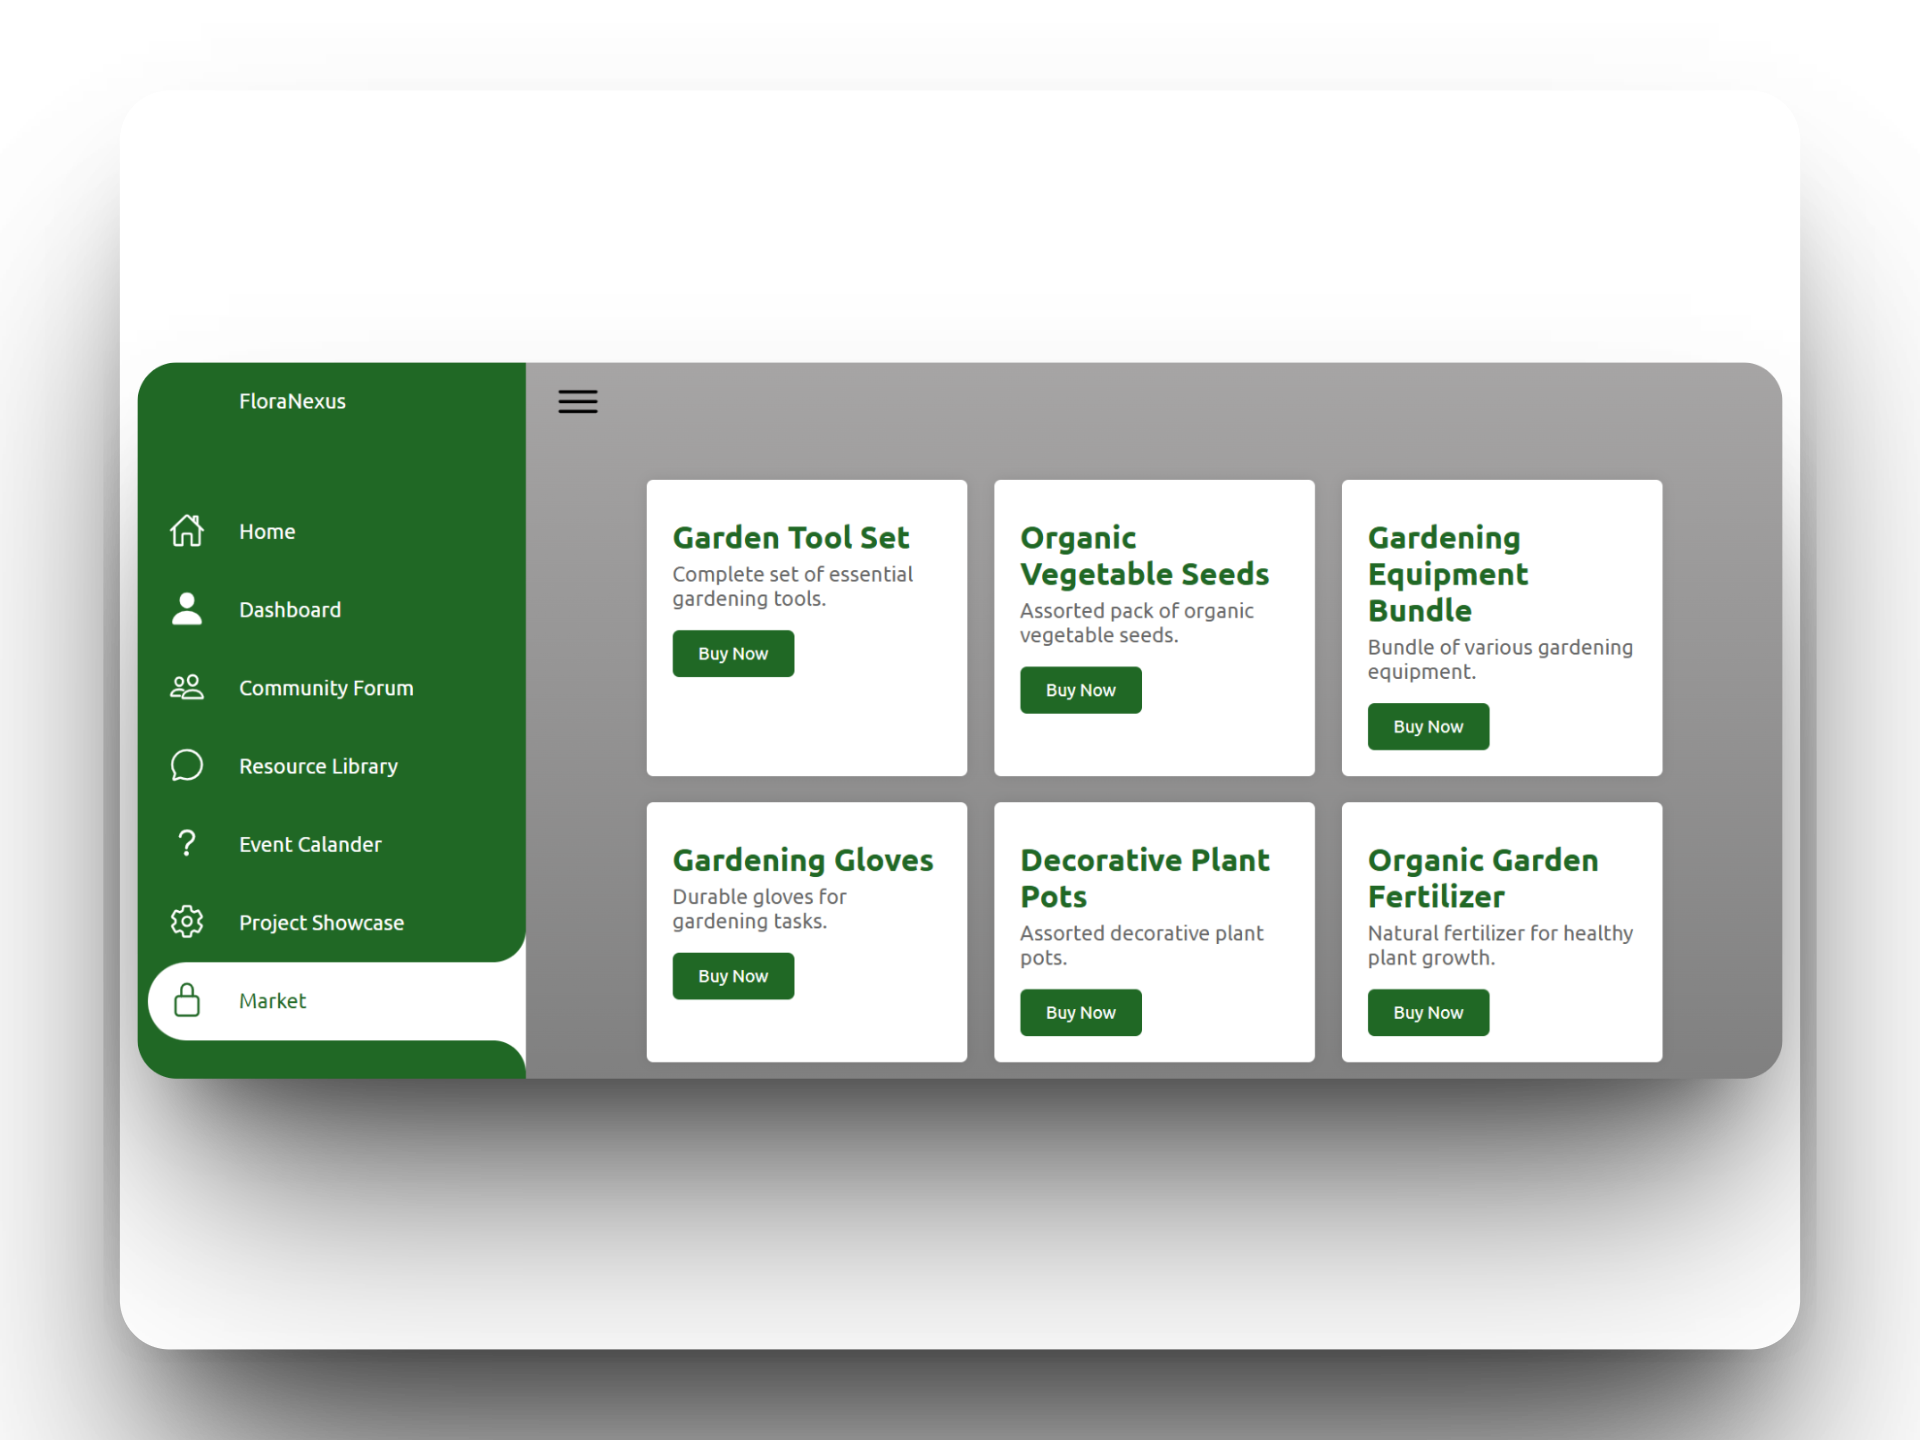 FloraNexus
Home
Dashboard
Community Forum
Resource Library
Event Calander
Project Showcase
Market
Garden Tool Set
Complete set of essential
gardening tools.
Buy Now
Organic
Vegetable Seeds
Assorted pack of organic
vegetable seeds.
Buy Now
Gardening
Equipment
Bundle
Bundle of various gardening
equipment.
Buy Now
Gardening Gloves
Durable gloves for
gardening tasks.
Buy Now
Decorative Plant
Pots
Assorted decorative plant
pots.
Buy Now
Organic Garden
Fertilizer
Natural fertilizer for healthy
plant growth.
Buy Now